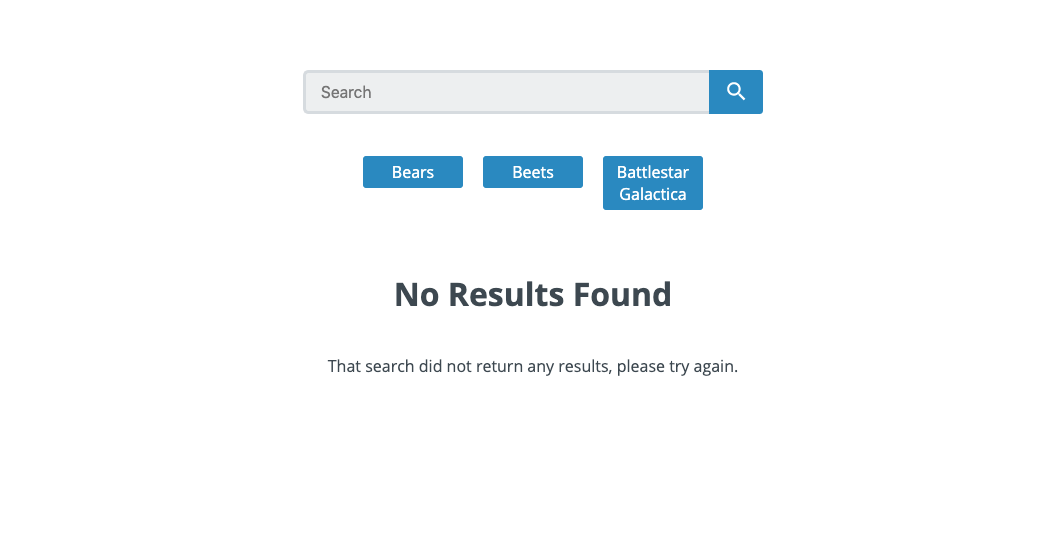 Search
Bears
Beets
Battlestar
Galactica
No Results Found
That search did not return any results, please try again.